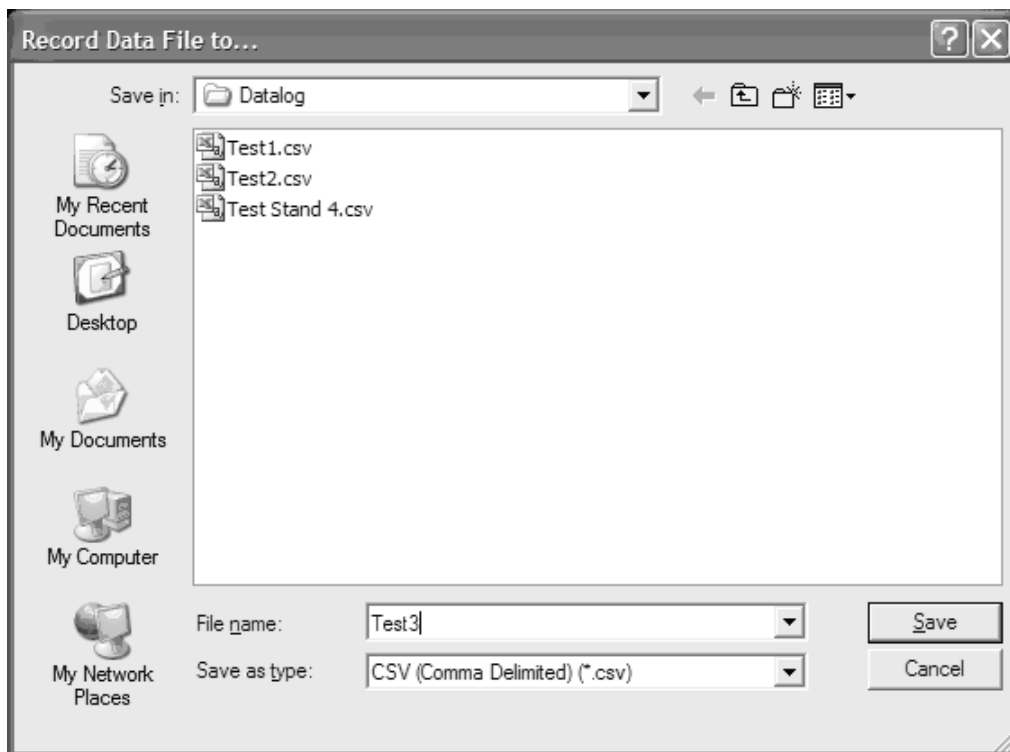 Record Data File to...
Save in:
Datalog
Test1.csv
Test2.csv
Test Stand 4.csv
My Recent
Documents
Desktop
My Documents
My Computer
My Network
Places
File name:
Test3
Save
Save as type:
CSV (Comma Delimited) (*.csv)
Cancel